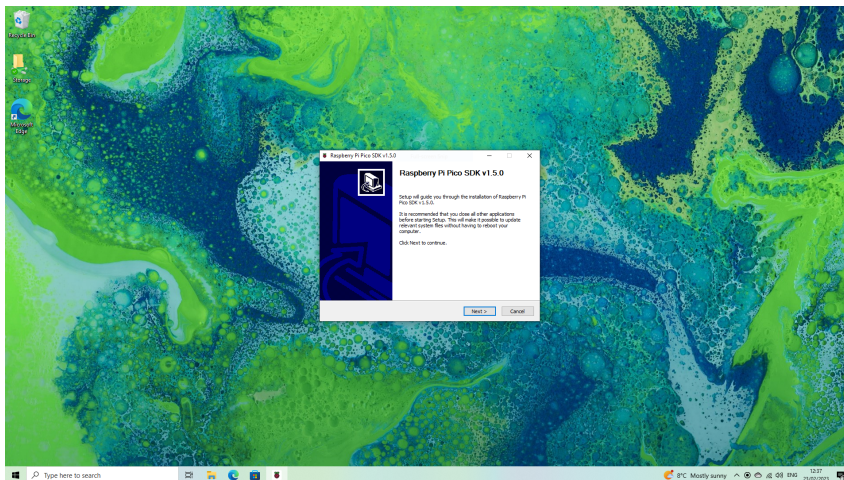 Recycle Bin
Storage
Microsoft
Edge
Raspberry Pi Pico SDK v1.5.0
Raspberry Pi Pico SDK v1.5.0
Setup will guide you through the installation of Raspberry Pi
Pico SDK v1.5.0.
It is recommended that you close all other applications
before starting Setup. This will make it possible to update
relevant system files without having to reboot your
computer.
Click Next to continue.
Next >
Cancel
Type here to search
8°C Mostly sunny
ENG
12:37